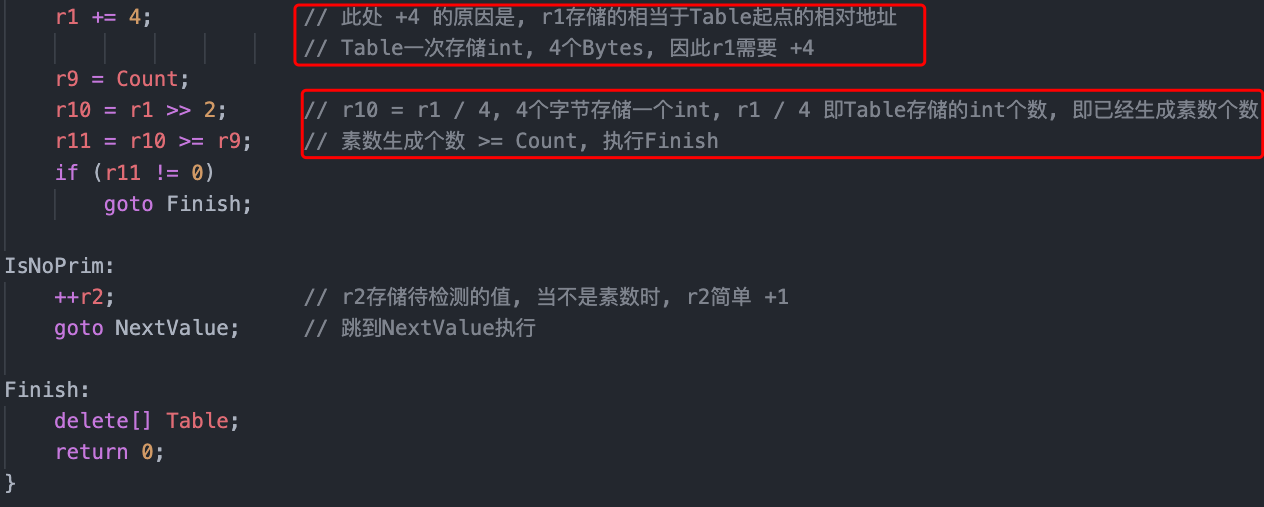 r1 += 4; // 此处 +4 的原因是, r1存储的相当于Table起点的相对地址
// Table一次存储int, 4个Bytes, 因此r1需要 +4
r9 = Count;
r10 = r1 >> 2; // r10 = r1 / 4, 4个字节存储一个int, r1 / 4 即Table存储的int个数, 即已经生成素数个数
r11 = r10 >= r9; // 素数生成个数 >= Count, 执行Finish
if (r11 != 0)
goto Finish;
IsNoPrim:
++r2; // r2存储待检测的值, 当不是素数时, r2简单 +1
goto NextValue; // 跳到NextValue执行
Finish:
delete[] Table;
return 0;
}